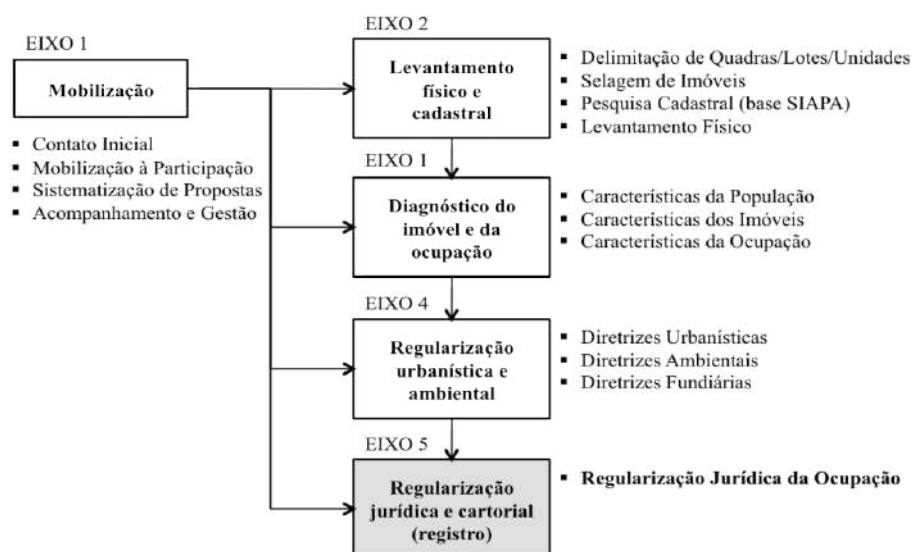 EIXO 1
Mobilização
▪ Contato Inicial
▪ Mobilização à Participação
▪ Sistematização de Propostas
▪ Acompanhamento e Gestão
EIXO 2
Levantamento
físico e
cadastral
▪ Delimitação de Quadras/Lotes/Unidades
▪ Selagem de Imóveis
▪ Pesquisa Cadastral (base SIAPA)
▪ Levantamento Físico
EIXO 1
Diagnóstico do
imóvel e da
ocupação
▪ Características da População
▪ Características dos Imóveis
▪ Características da Ocupação
EIXO 4
Regularização
urbanística e
ambiental
▪ Diretrizes Urbanísticas
▪ Diretrizes Ambientais
▪ Diretrizes Fundiárias
EIXO 5
Regularização
jurídica e cartorial
(registro)
▪ Regularização Jurídica da Ocupação